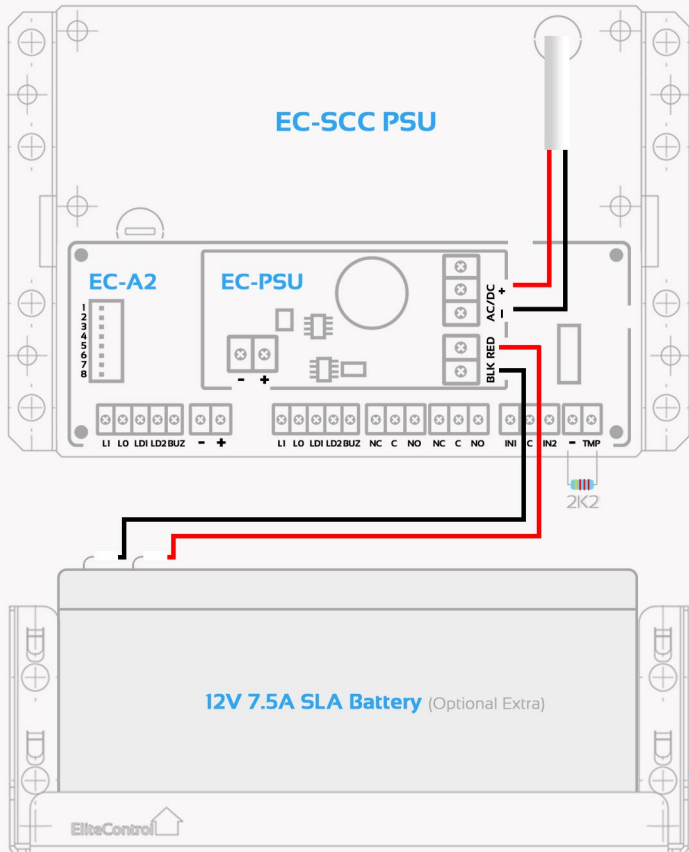 EC-SCC PSU
EC-A2
EC-PSU
1
2
3
4
5
6
7
8
AC/DC
+
-
BLK RED
- +
L1 LO LD1 LD2 BUZ - +
L1 LO LD1 LD2 BUZ NC C NO NC C NO IN1 C IN2 - TMP
2K2
12V 7.5A SLA Battery (Optional Extra)
EliteControl